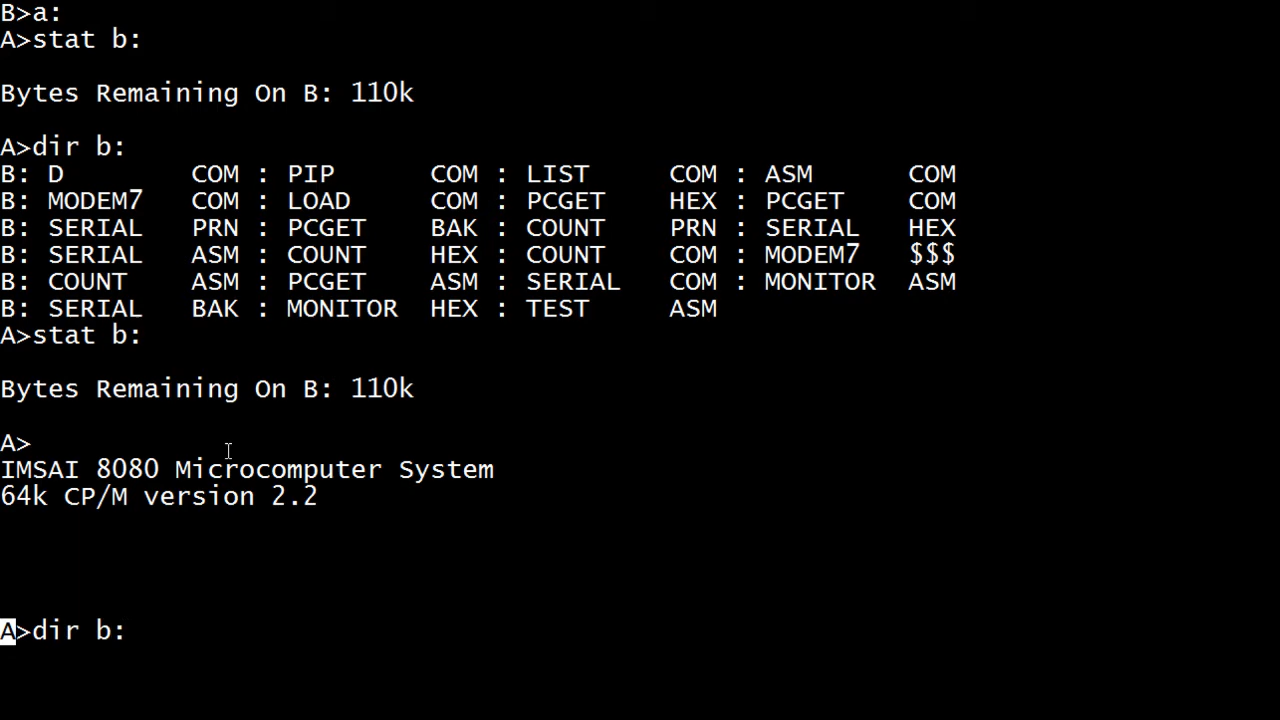 B>a:
A>stat b:
Bytes Remaining On B: 110k
A>dir b:
B: D        COM : PIP      COM : LIST     COM : ASM      COM
B: MODEM7   COM : LOAD     COM : PCGET    HEX : PCGET    COM
B: SERIAL   PRN : PCGET    BAK : COUNT    PRN : SERIAL   HEX
B: SERIAL   ASM : COUNT    HEX : COUNT    COM : MODEM7   $$$
B: COUNT    ASM : PCGET    ASM : SERIAL   COM : MONITOR  ASM
B: SERIAL   BAK : MONITOR  HEX : TEST     ASM
A>stat b:
Bytes Remaining On B: 110k
A>
IMSAI 8080 Microcomputer System
64k CP/M version 2.2
A>dir b: